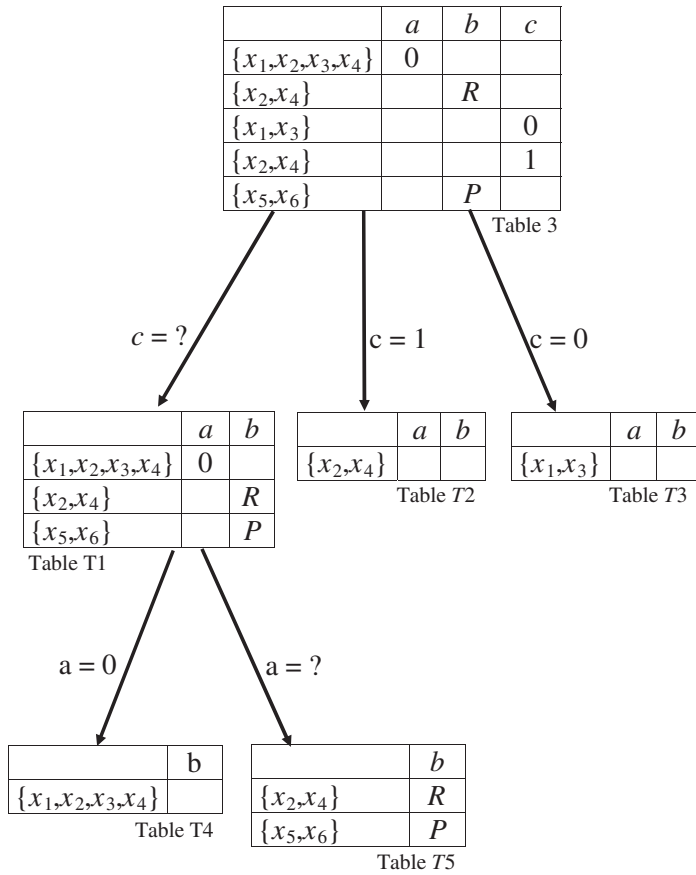 a b c
{x₁,x₂,x₃,x₄} 0
{x₂,x₄} R
{x₁,x₃} 0
{x₂,x₄} 1
{x₅,x₆} P
Table 3
c = ?
c = 1
c = 0
a b
{x₁,x₂,x₃,x₄} 0
{x₂,x₄} R
{x₅,x₆} P
Table T1
a b
{x₂,x₄}
Table T2
a b
{x₁,x₃}
Table T3
a = 0
a = ?
b
{x₁,x₂,x₃,x₄}
Table T4
b
{x₂,x₄} R
{x₅,x₆} P
Table T5